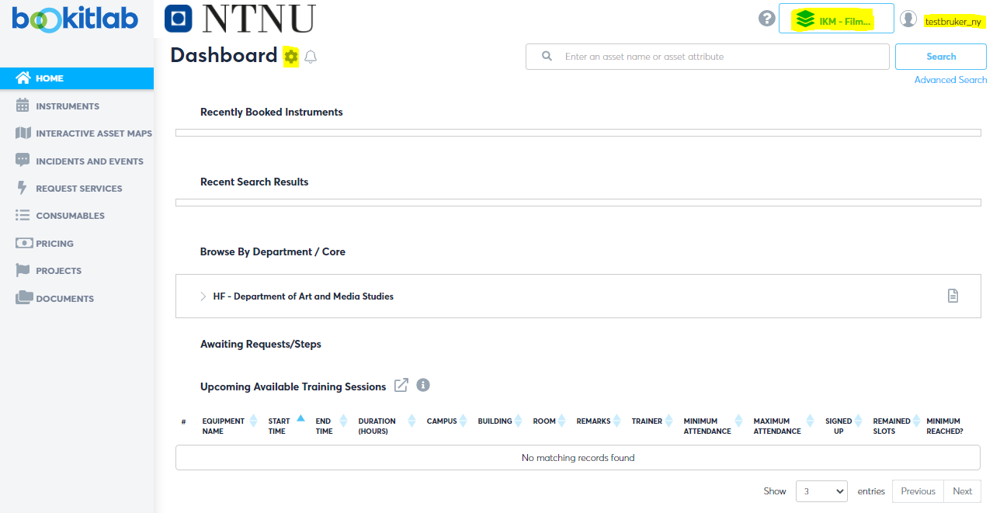 bookitlab
NTNU
IKM - Film...
testbruker_ny
Dashboard
Enter an asset name or asset attribute
Search
Advanced Search
HOME
INSTRUMENTS
INTERACTIVE ASSET MAPS
INCIDENTS AND EVENTS
REQUEST SERVICES
CONSUMABLES
PRICING
PROJECTS
DOCUMENTS
Recently Booked Instruments
Recent Search Results
Browse By Department / Core
HF - Department of Art and Media Studies
Awaiting Requests/Steps
Upcoming Available Training Sessions
# EQUIPMENT NAME START TIME END TIME DURATION (HOURS) CAMPUS BUILDING ROOM REMARKS TRAINER MINIMUM ATTENDANCE MAXIMUM ATTENDANCE SIGNED UP REMAINED SLOTS MINIMUM REACHED?
No matching records found
Show 3 entries Previous Next